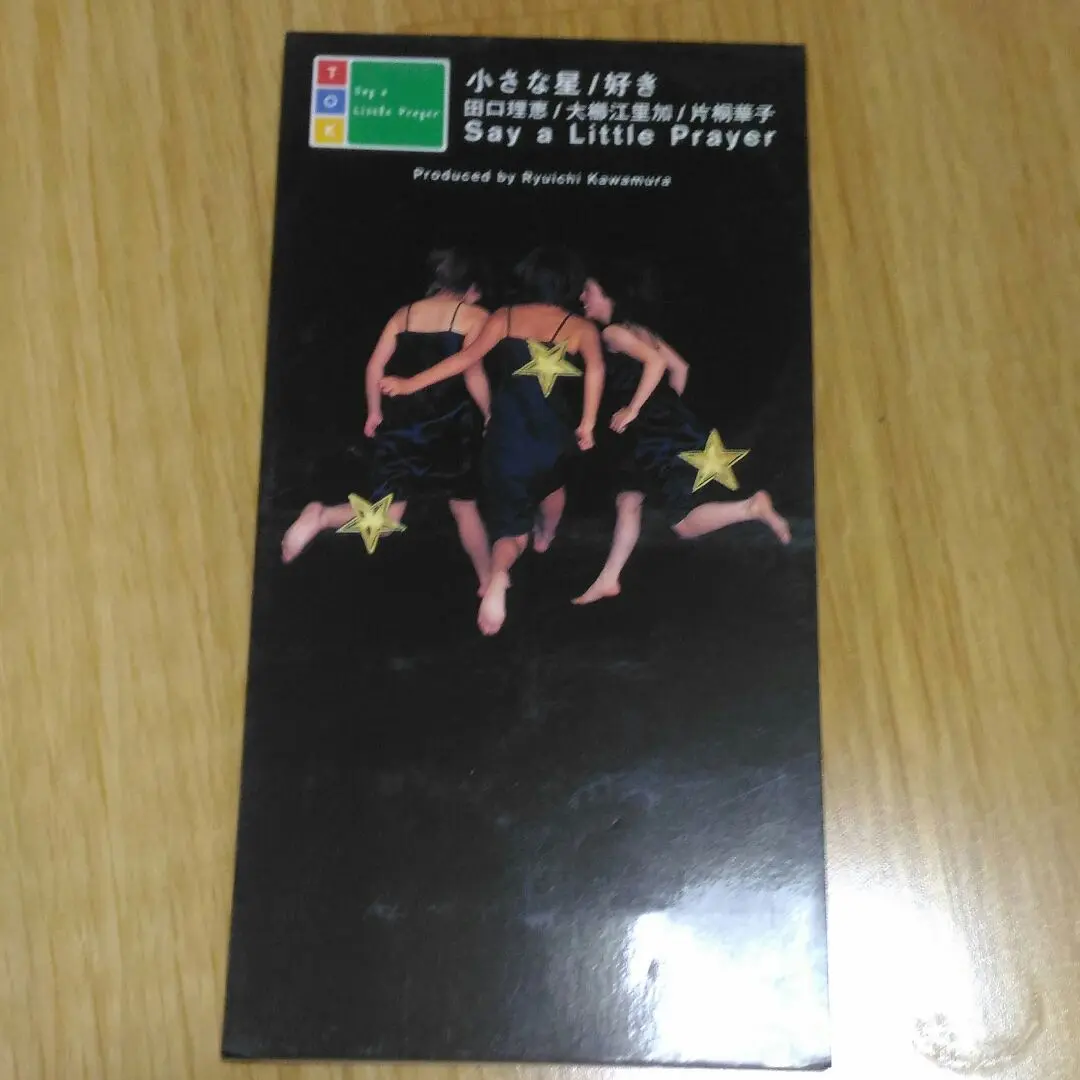 T
O
K
Say a
Little Prayer
小さな星/好き
田口理恵/大櫛江里加/片桐華子
Say a Little Prayer
Produced by Ryuichi Kawamura